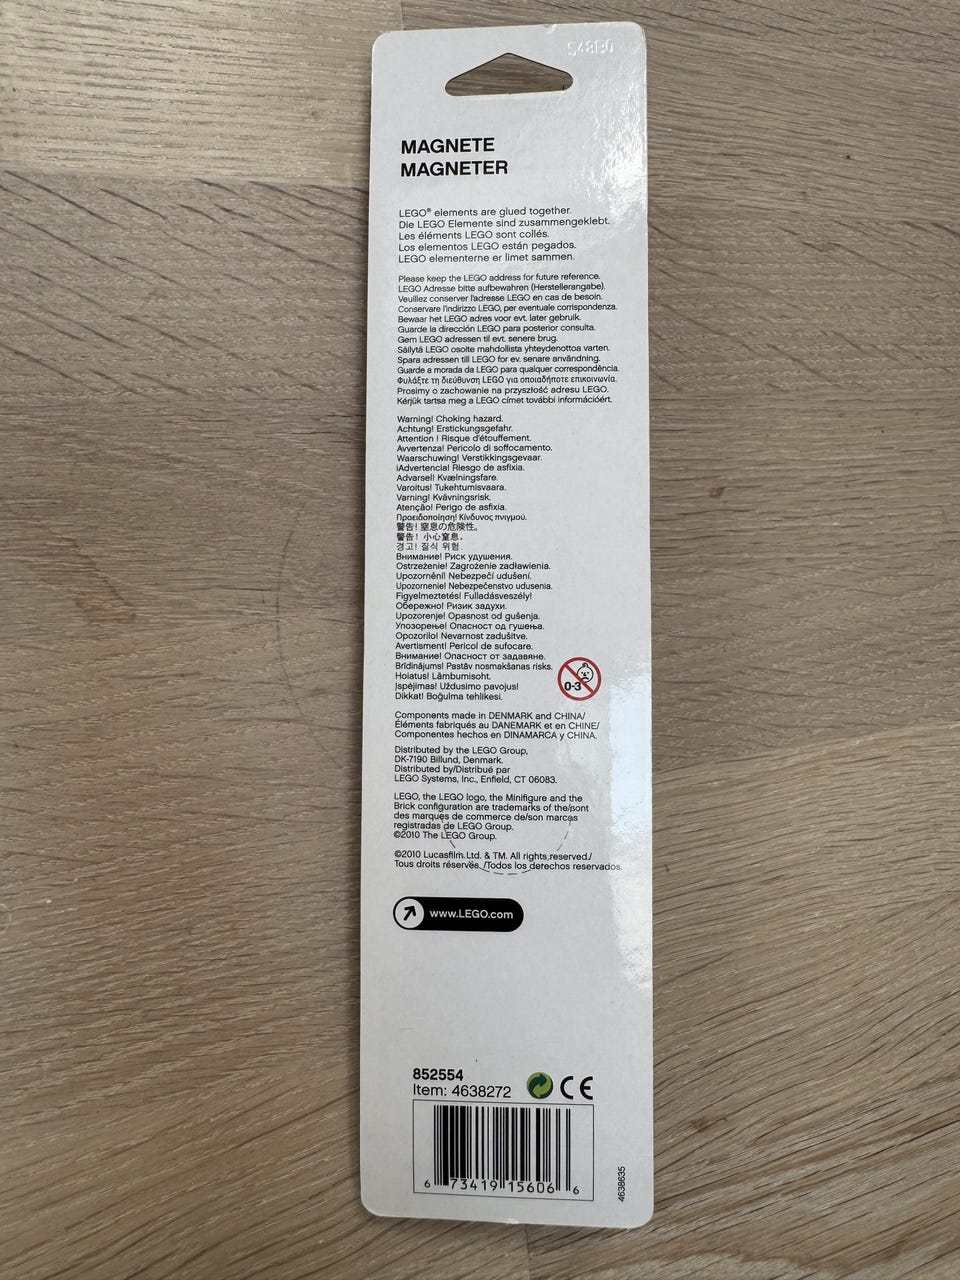 S48B0
MAGNETE
MAGNETER
LEGO® elements are glued together.
Die LEGO Elemente sind zusammengeklebt.
Les éléments LEGO sont collés.
Los elementos LEGO están pegados.
LEGO elementerne er limet sammen.
Please keep the LEGO address for future reference.
LEGO Adresse bitte aufbewahren (Herstellerangabe).
Veuillez conserver l'adresse LEGO en cas de besoin.
Conservare l'indirizzo LEGO, per eventuale corrispondenza.
Bewaar het LEGO adres voor evt. later gebruik.
Guarde la dirección LEGO para posterior consulta.
Gem LEGO adressen til evt. senere brug.
Säilytä LEGO osoite mahdollista yhteydenottoa varten.
Spara adressen till LEGO for ev. senare användning.
Guarde a morada da LEGO para qualquer correspondência.
Φυλάξτε τη διεύθυνση LEGO για οποιαδήποτε επικοινωνία.
Prosimy o zachowanie na przyszłość adresu LEGO.
Kérjük tartsa meg a LEGO címet további információért.
Warning! Choking hazard.
Achtung! Erstickungsgefahr.
Attention ! Risque d'étouffement.
Avvertenza! Pericolo di soffocamento.
Waarschuwing! Verstikkingsgevaar.
¡Advertencia! Riesgo de asfixia.
Advarsel! Kvælningsfare.
Varoitus! Tukehtumisvaara.
Varning! Kvävningsrisk.
Atenção! Perigo de asfixia.
Προειδοποίηση! Κίνδυνος πνιγμού.
警告! 窒息の危険性。
警告! 小心窒息。
경고! 질식 위험.
Внимание! Риск удушения.
Ostrzeżenie! Zagrożenie zadławienia.
Upozornění! Nebezpečí udušení.
Upozornenie! Nebezpečenstvo udusenia.
Figyelmeztetés! Fulladásveszély!
Обережно! Ризик задухи.
Upozorenje! Opasnost od gušenja.
Упозорење! Опасност од гушења.
Opozorilo! Nevarnost zadušitve.
Avertisment! Pericol de sufocare.
Внимание! Опасност от задавяне.
Brīdinājums! Pastāv nosmakšanas risks.
Hoiatus! Lämbumisoht.
Įspėjimas! Uždusimo pavojus!
Dikkat! Boğulma tehlikesi.
0-3
Components made in DENMARK and CHINA/
Éléments fabriqués au DANEMARK et en CHINE/
Componentes hechos en DINAMARCA y CHINA.
Distributed by the LEGO Group,
DK-7190 Billund, Denmark.
Distributed by/Distribué par
LEGO Systems, Inc., Enfield, CT 06083.
LEGO, the LEGO logo, the Minifigure and the
Brick configuration are trademarks of the/sont
des marques de commerce de/son marcas
registradas de LEGO Group.
©2010 The LEGO Group.
©2010 Lucasfilm Ltd. & TM. All rights reserved./
Tous droits réservés. /Todos los derechos reservados.
www.LEGO.com
852554
Item: 4638272
CE
6 73419 15606 6
4638635